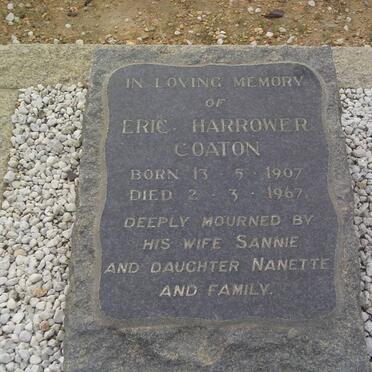 IN LOVING MEMORY
OF
ERIC HARROWER
COATON
BORN 13 · 5 · 1907
DIED 2 · 3 · 1967
DEEPLY MOURNED BY
HIS WIFE SANNIE
AND DAUGHTER NANETTE
AND FAMILY.